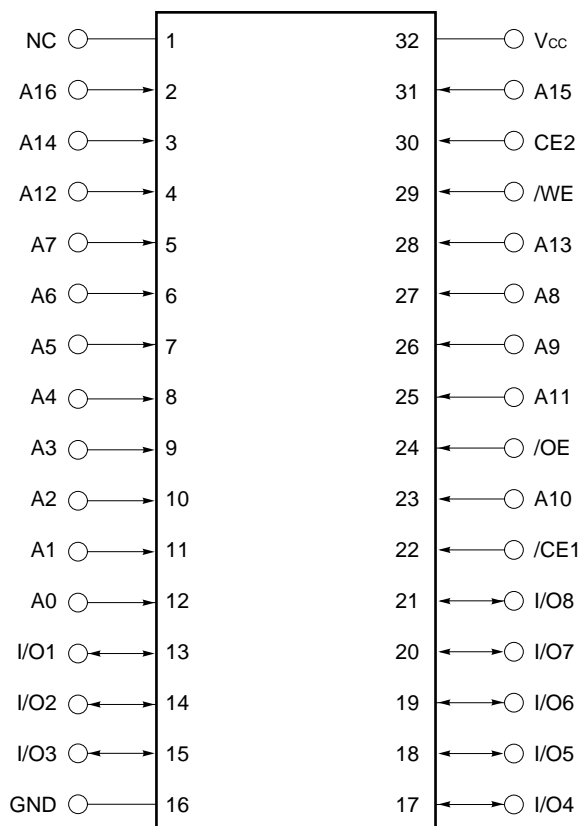 NC 1 32 Vcc
A16 2 31 A15
A14 3 30 CE2
A12 4 29 /WE
A7 5 28 A13
A6 6 27 A8
A5 7 26 A9
A4 8 25 A11
A3 9 24 /OE
A2 10 23 A10
A1 11 22 /CE1
A0 12 21 I/O8
I/O1 13 20 I/O7
I/O2 14 19 I/O6
I/O3 15 18 I/O5
GND 16 17 I/O4